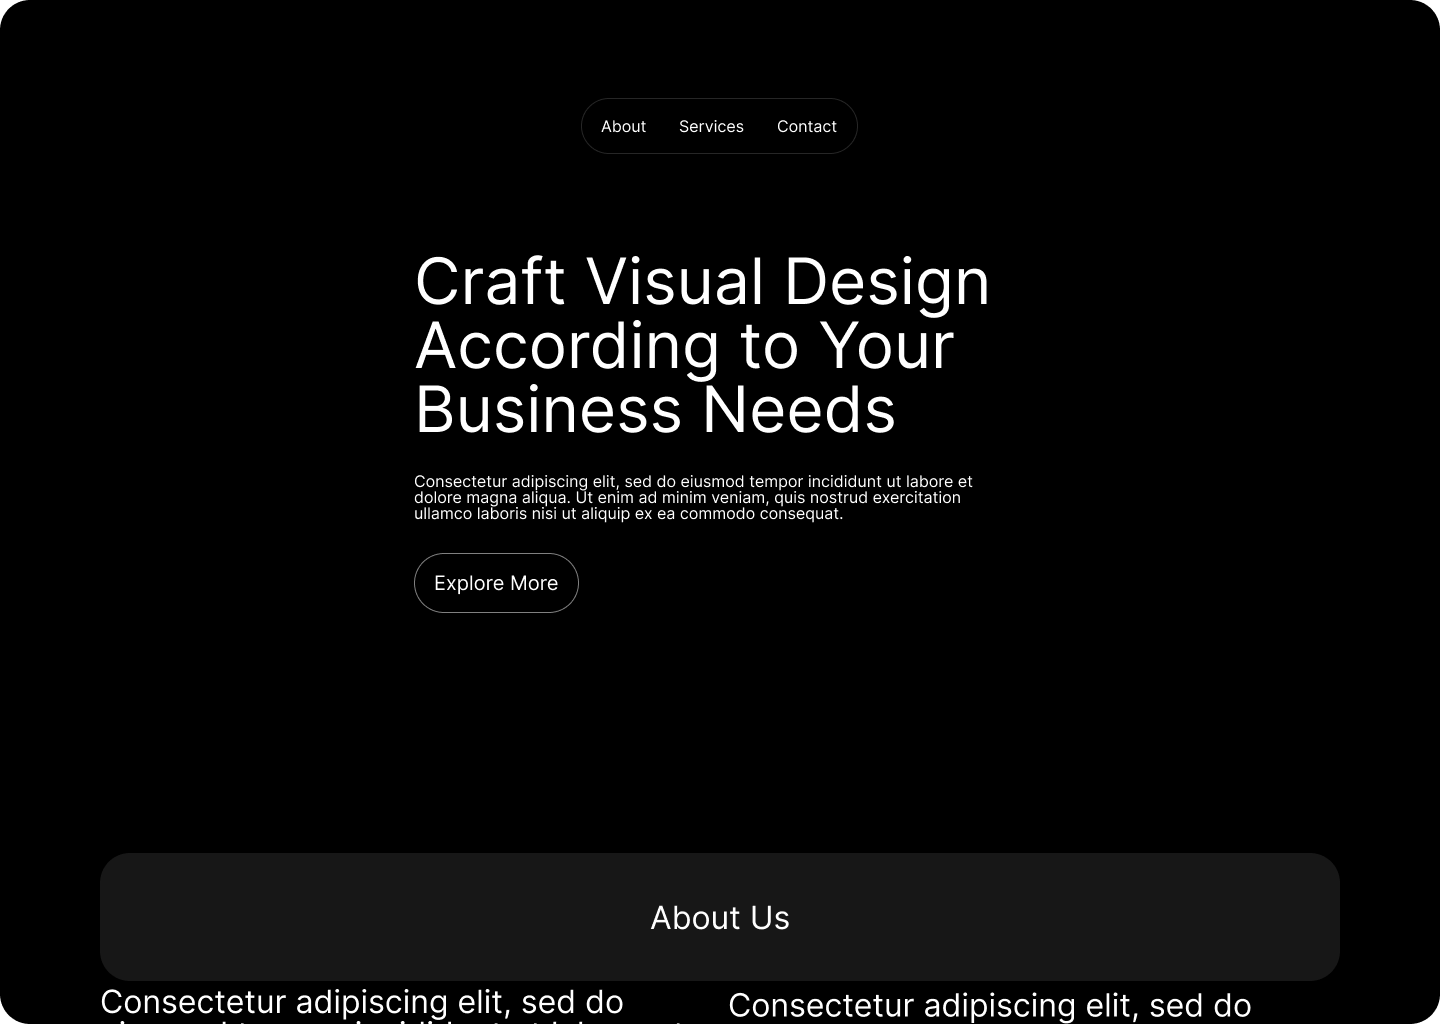 About Services Contact
Craft Visual Design
According to Your
Business Needs
Consectetur adipiscing elit, sed do eiusmod tempor incididunt ut labore et
dolore magna aliqua. Ut enim ad minim veniam, quis nostrud exercitation
ullamco laboris nisi ut aliquip ex ea commodo consequat.
Explore More
About Us
Consectetur adipiscing elit, sed do
Consectetur adipiscing elit, sed do